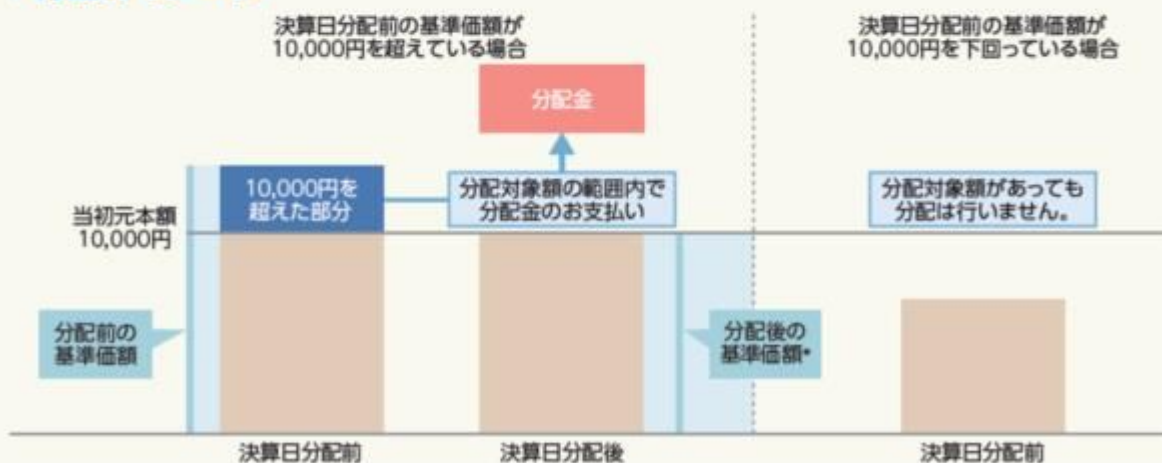 決算日分配前の基準価額が
10,000円を超えている場合
決算日分配前の基準価額が
10,000円を下回っている場合
分配金
10,000円を
超えた部分
分配対象額の範囲内で
分配金のお支払い
分配対象額があっても
分配は行いません。
当初元本額
10,000円
分配前の
基準価額
分配後の
基準価額*
決算日分配前
決算日分配後
決算日分配前